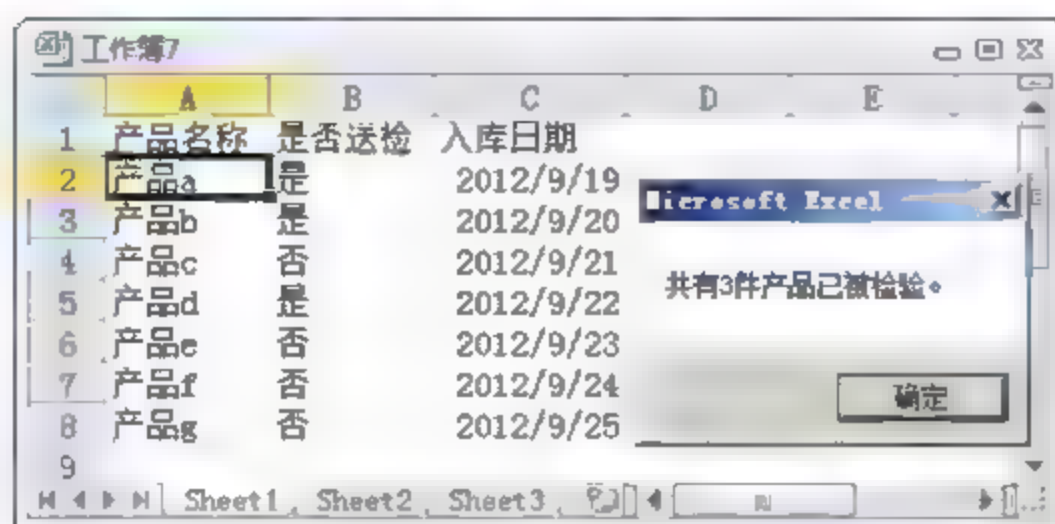 工作簿7
A B C D E
1 产品名称 是否送检 入库日期
2 产品a 是 2012/9/19
3 产品b 是 2012/9/20
4 产品c 否 2012/9/21
5 产品d 是 2012/9/22
6 产品e 否 2012/9/23
7 产品f 否 2012/9/24
8 产品g 否 2012/9/25
9
Microsoft Excel
共有3件产品已被检验。
确定
Sheet1 Sheet2 Sheet3